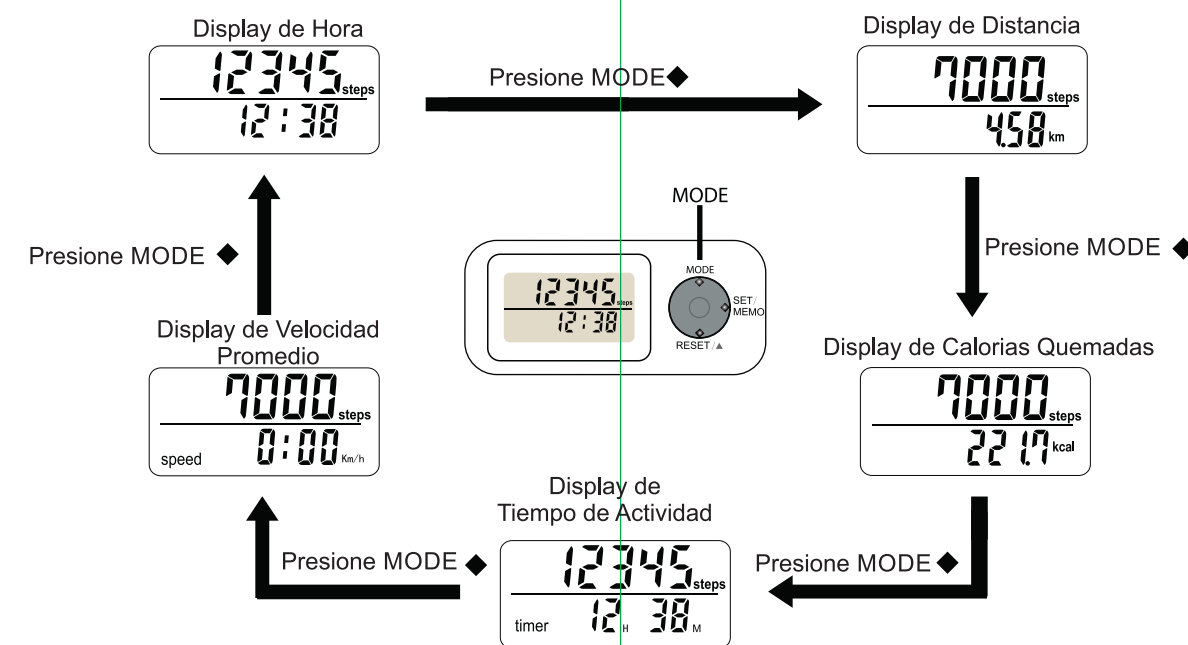 Display de Hora
12345 steps
12:38
Presione MODE◆
Display de Distancia
7000 steps
4.58 km
Presione MODE ◆
Display de Calorias Quemadas
7000 steps
221.7 kcal
Presione MODE ◆
Display de
Tiempo de Actividad
12345 steps
timer 12 H 38 M
Presione MODE ◆
Display de Velocidad
Promedio
7000 steps
speed 0:00 Km/h
Presione MODE ◆
MODE
12345 steps
12:38
MODE
SET/
MEMO
RESET/▲